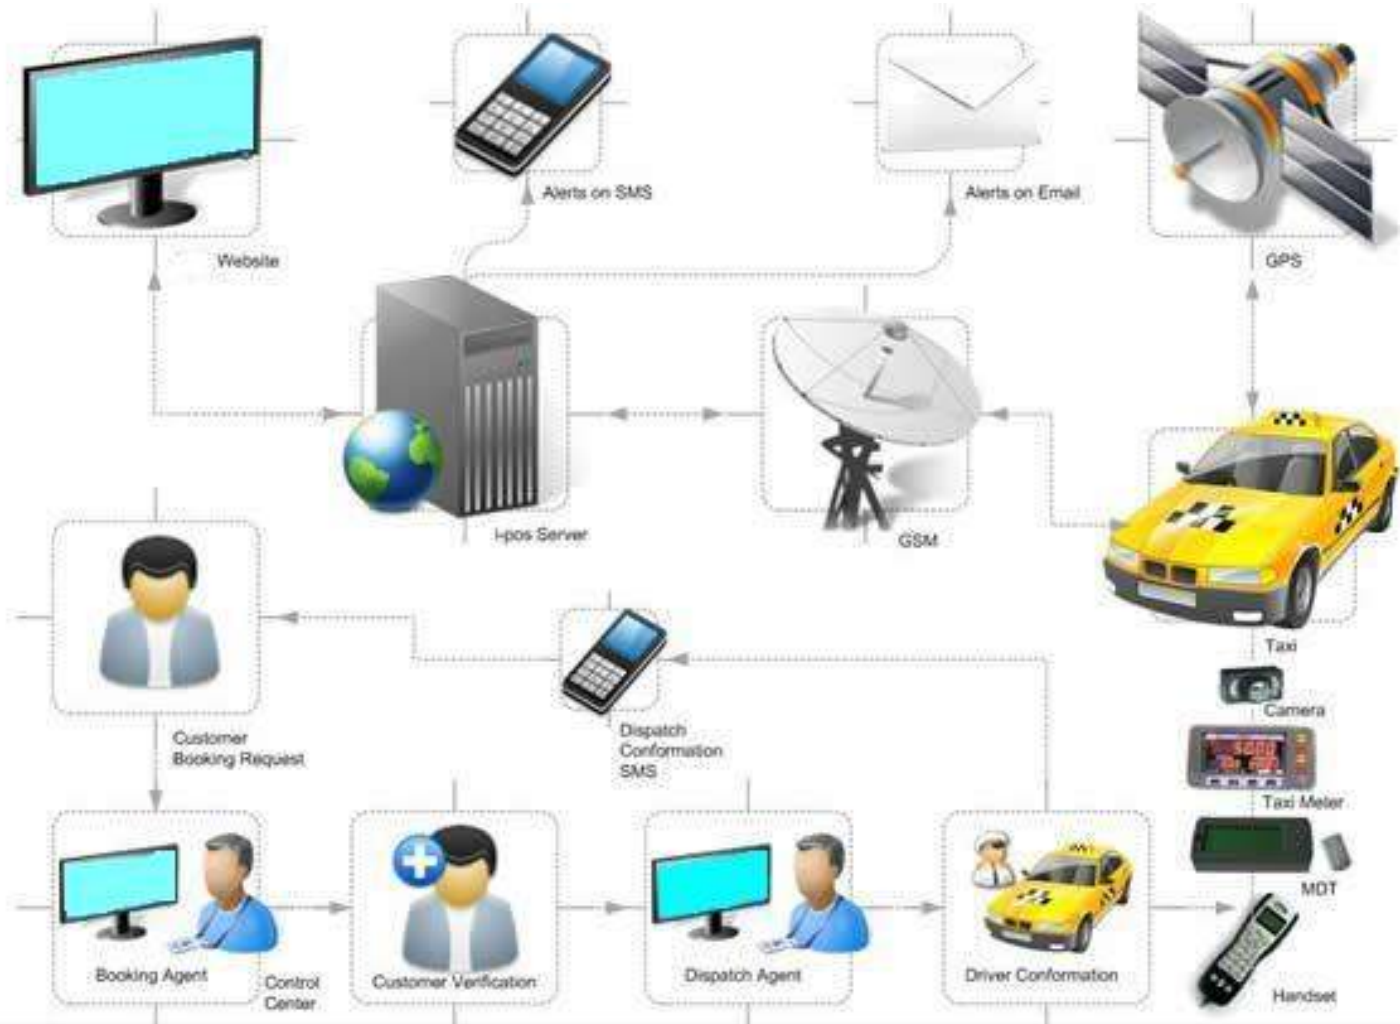 Alerts on SMS
Alerts on Email
Website
GPS
I-pos Server
GSM
Taxi
Camera
Customer
Booking Request
Dispatch
Conformation
SMS
Taxi Meter
MDT
Booking Agent
Control
Center
Customer Verification
Dispatch Agent
Driver Conformation
Handset